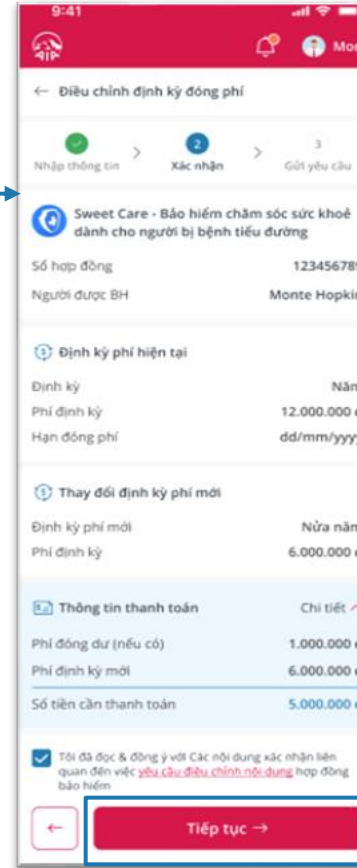 9:41
AIA
Mon
← Điều chỉnh định kỳ đóng phí
2
3
Nhập thông tin > Xác nhận > Gửi yêu cầu
Sweet Care - Bảo hiểm chăm sóc sức khoẻ
dành cho người bị bệnh tiểu đường
Số hợp đồng 123456789
Người được BH Monte Hopkin
Định kỳ phí hiện tại
Định kỳ Năm
Phí định kỳ 12.000.000 đ
Hạn đóng phí dd/mm/yyyy
Thay đổi định kỳ phí mới
Định kỳ phí mới Nửa năm
Phí định kỳ 6.000.000 đ
Thông tin thanh toán Chi tiết
Phí đóng dư (nếu có) 1.000.000 đ
Phí định kỳ mới 6.000.000 đ
Số tiền cần thanh toán 5.000.000 đ
Tôi đã đọc & đồng ý với Các nội dung xác nhận liên
quan đến việc yêu cầu điều chỉnh nội dung hợp đồng
bảo hiểm
← Tiếp tục →